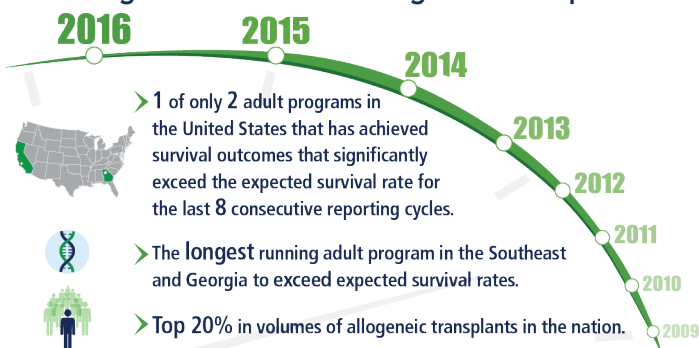 2016
2015
2014
2013
2012
2011
2010
2009
1 of only 2 adult programs in
the United States that has achieved
survival outcomes that significantly
exceed the expected survival rate for
the last 8 consecutive reporting cycles.
The longest running adult program in the Southeast
and Georgia to exceed expected survival rates.
Top 20% in volumes of allogeneic transplants in the nation.